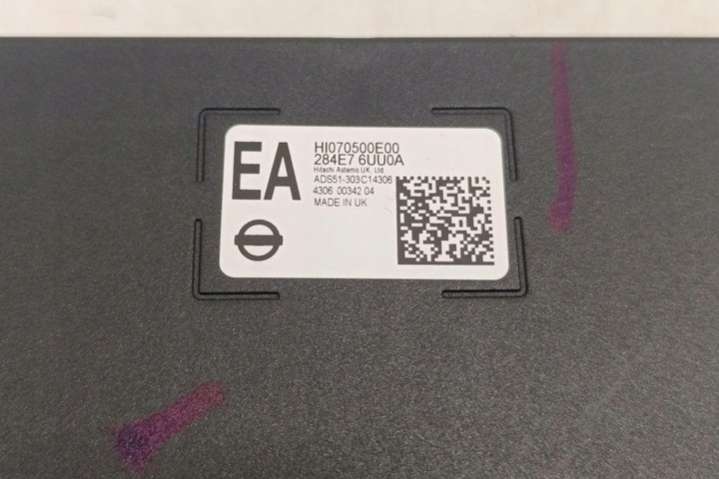 EA
HI070500E00
284E7 6UU0A
Hitachi Astemo UK, Ltd
ADS51-303C14306
4306 00342 04
MADE IN UK